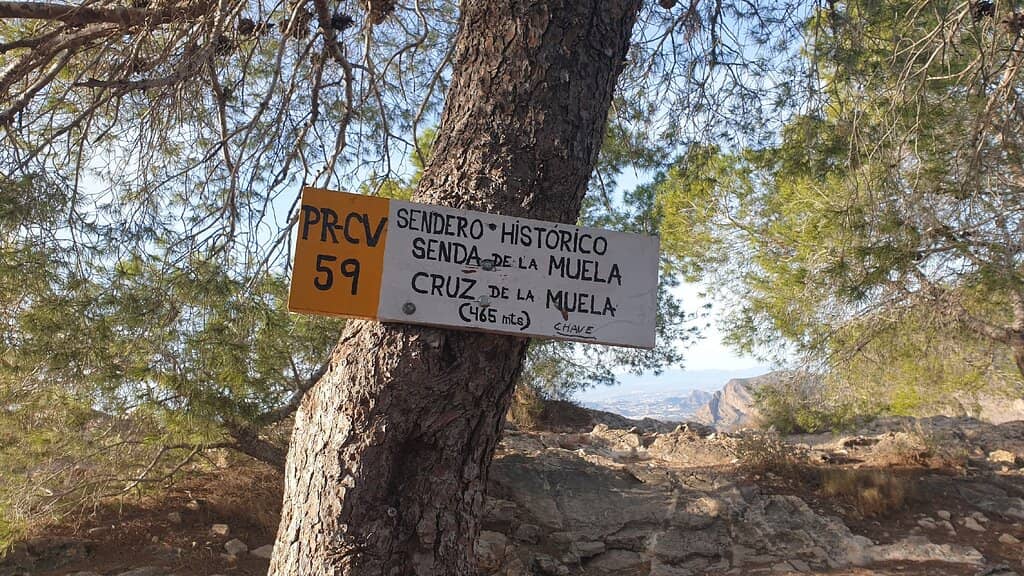 PR-CV
59
SENDERO HISTÓRICO
SENDA DE LA MUELA
CRUZ DE LA MUELA
(465 mts)
CHAVE